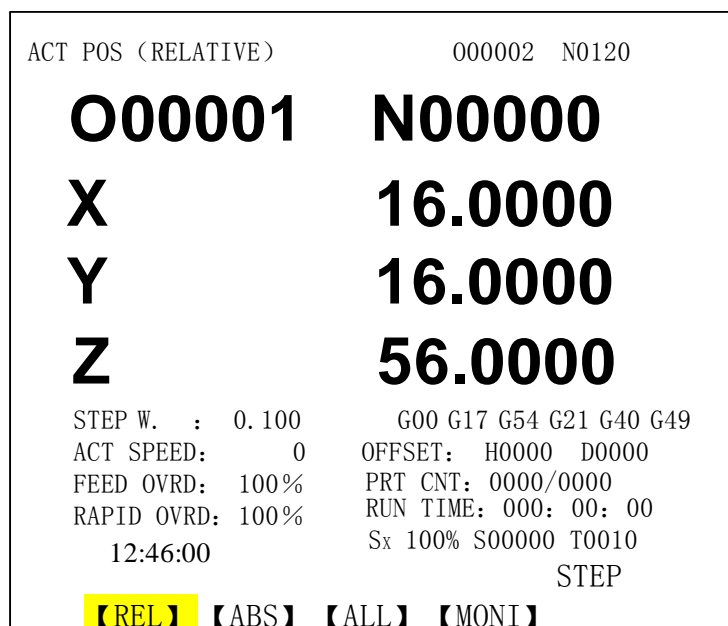 ACT POS（RELATIVE） O00002 N0120
O00001 N00000
X 16.0000
Y 16.0000
Z 56.0000
STEP W. ： 0.100 G00 G17 G54 G21 G40 G49
ACT SPEED： 0 OFFSET： H0000 D0000
FEED OVRD： 100％ PRT CNT：0000/0000
RAPID OVRD：100％ RUN TIME：000：00：00
12:46:00 Sx 100% S00000 T0010
STEP
【REL】 【ABS】 【ALL】 【MONI】